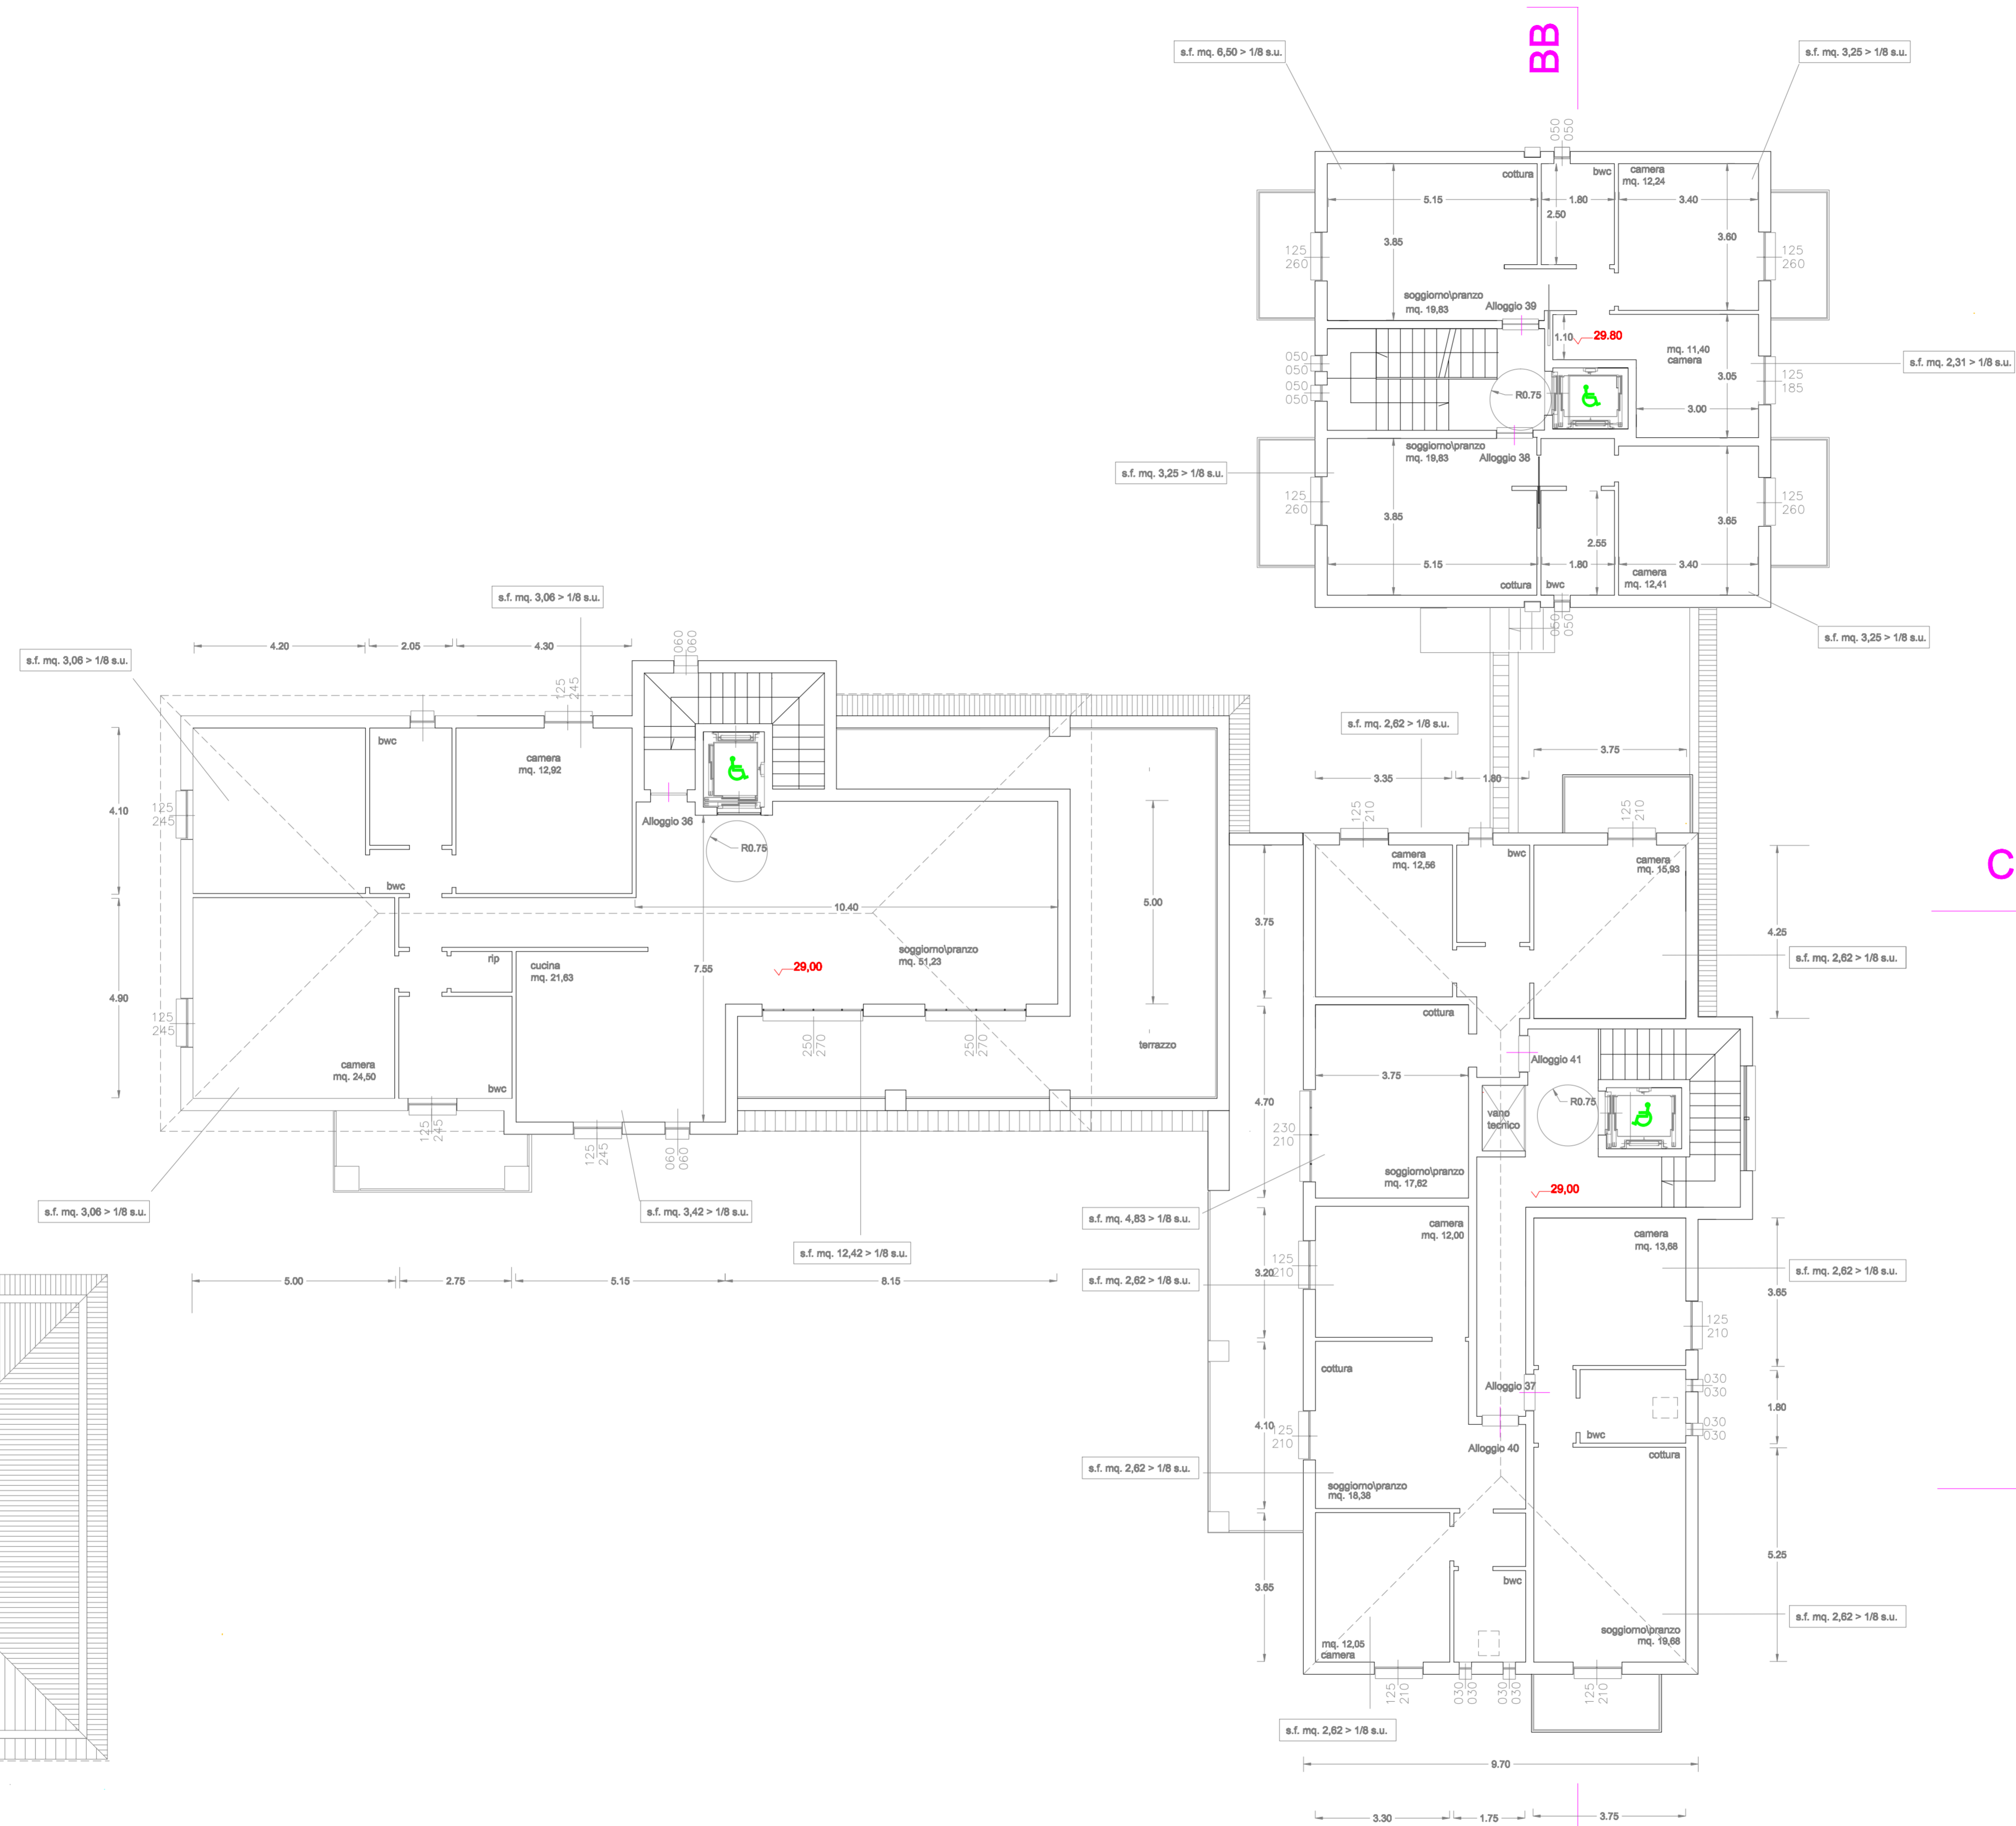 BB
s.f. mq. 6,50 > 1/8 s.u.
s.f. mq. 3,25 > 1/8 s.u.
050
050
cottura
bwc
camera
mq. 12,24
5.15
1.80
3.40
2.50
3.85
3.60
125
260
125
260
soggiorno\pranzo
mq. 19,83
Alloggio 39
1.10
29.80
mq. 11,40
camera
s.f. mq. 2,31 > 1/8 s.u.
050
050
050
050
3.05
125
185
R0.75
3.00
soggiorno\pranzo
mq. 19,83
Alloggio 38
s.f. mq. 3,25 > 1/8 s.u.
125
260
125
260
3.85
3.65
2.55
5.15
1.80
3.40
cottura
bwc
camera
mq. 12,41
050
050
s.f. mq. 3,25 > 1/8 s.u.
s.f. mq. 3,06 > 1/8 s.u.
s.f. mq. 3,06 > 1/8 s.u.
4.20
2.05
4.30
060
060
125
245
bwc
camera
mq. 12,92
4.10
125
245
Alloggio 36
R0.75
bwc
10.40
5.00
soggiorno\pranzo
mq. 51,23
rip
cucina
mq. 21,63
7.55
29,00
4.90
125
245
250
270
250
270
terrazzo
camera
mq. 24,50
bwc
125
245
125
245
060
060
s.f. mq. 3,06 > 1/8 s.u.
s.f. mq. 3,42 > 1/8 s.u.
s.f. mq. 12,42 > 1/8 s.u.
5.00
2.75
5.15
8.15
s.f. mq. 2,62 > 1/8 s.u.
3.75
3.35
1.80
125
210
125
210
camera
mq. 12,56
bwc
camera
mq. 15,93
C
3.75
4.25
s.f. mq. 2,62 > 1/8 s.u.
cottura
Alloggio 41
3.75
4.70
R0.75
vano
tecnico
230
210
soggiorno\pranzo
mq. 17,62
29,00
s.f. mq. 4,83 > 1/8 s.u.
camera
mq. 12,00
camera
mq. 13,68
s.f. mq. 2,62 > 1/8 s.u.
s.f. mq. 2,62 > 1/8 s.u.
125
210
3.20
3.65
125
210
cottura
Alloggio 37
030
030
1.80
030
030
4.10
125
210
bwc
Alloggio 40
cottura
s.f. mq. 2,62 > 1/8 s.u.
soggiorno\pranzo
mq. 18,38
5.25
3.65
bwc
s.f. mq. 2,62 > 1/8 s.u.
soggiorno\pranzo
mq. 19,68
mq. 12,05
camera
125
210
030
030
030
030
125
210
s.f. mq. 2,62 > 1/8 s.u.
9.70
3.30
1.75
3.75